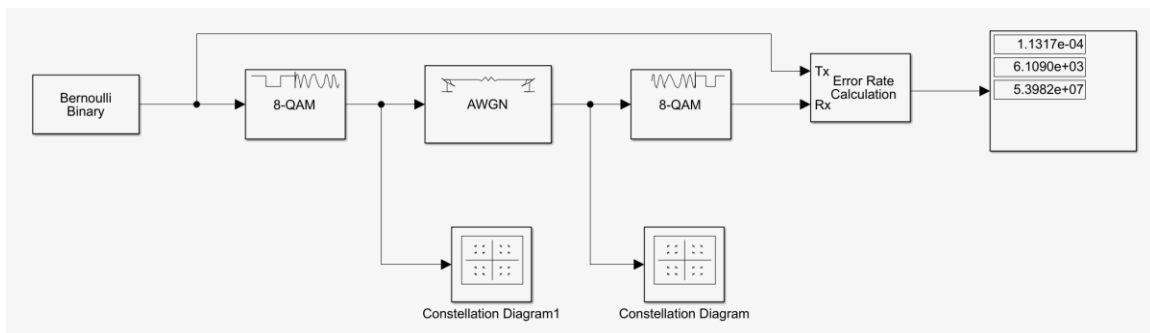 Bernoulli
Binary
8-QAM
AWGN
8-QAM
Tx
Rx
Error Rate
Calculation
1.1317e-04
6.1090e+03
5.3982e+07
Constellation Diagram1
Constellation Diagram